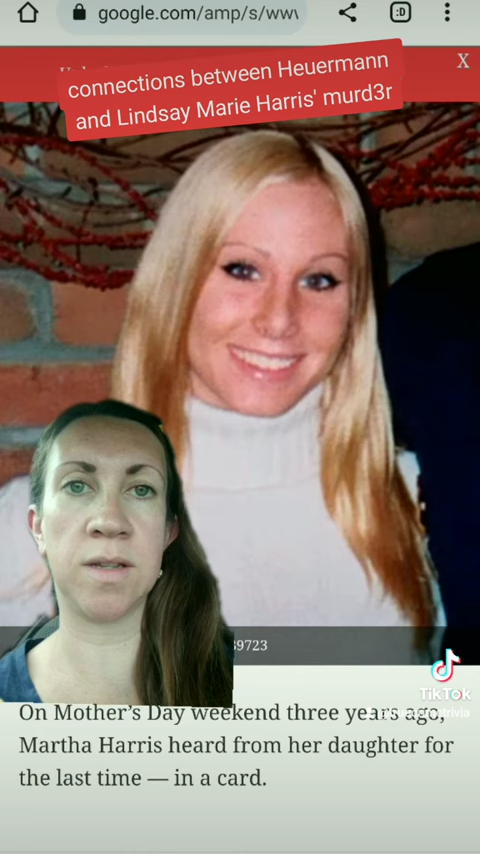 google.com/amp/s/ww
:D
X
connections between Heuermann
and Lindsay Marie Harris' murd3r
39723
TikTok
On Mother's Day weekend three years ago,
Martha Harris heard from her daughter for
the last time — in a card.